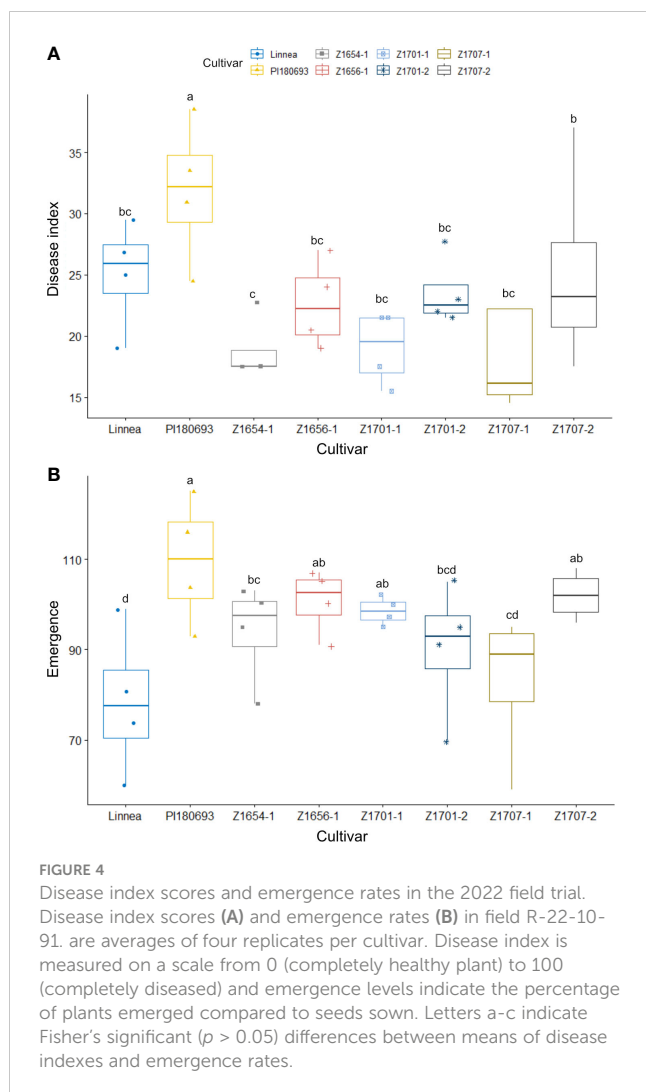 A
Cultivar
Linnea Z1654-1 Z1701-1 Z1707-1
PI180693 Z1656-1 Z1701-2 Z1707-2
a
b
bc
bc
bc
bc
bc
c
35
30
25
20
15
Disease index
Linnea PI180693 Z1654-1 Z1656-1 Z1701-1 Z1701-2 Z1707-1 Z1707-2
Cultivar
B
a
ab
ab
ab
bc
bcd
d
cd
110
90
70
Emergence
Linnea PI180693 Z1654-1 Z1656-1 Z1701-1 Z1701-2 Z1707-1 Z1707-2
Cultivar
FIGURE 4
Disease index scores and emergence rates in the 2022 field trial.
Disease index scores (A) and emergence rates (B) in field R-22-10-
91. are averages of four replicates per cultivar. Disease index is
measured on a scale from 0 (completely healthy plant) to 100
(completely diseased) and emergence levels indicate the percentage
of plants emerged compared to seeds sown. Letters a-c indicate
Fisher's significant (p > 0.05) differences between means of disease
indexes and emergence rates.